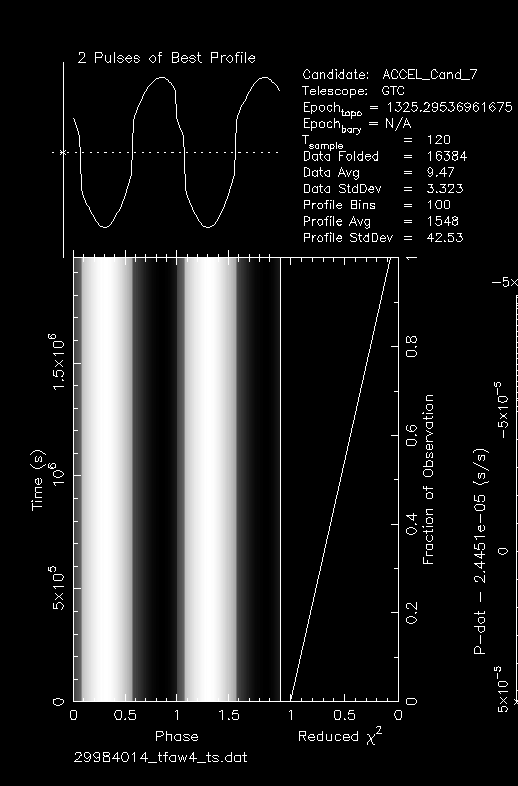 2 Pulses of Best Profile
Candidate: ACCEL_Cand_7
Telescope: GTC
Epoch_topo = 1325.29536961675
Epoch_bary = N/A
T_sample = 120
Data Folded = 16384
Data Avg = 9.47
Data StdDev = 3.323
Profile Bins = 100
Profile Avg = 1548
Profile StdDev = 42.53
Time (s)
0
5×10^5
10^6
1.5×10^6
0 0.5 1 1.5
Phase
1 0.5 0
Reduced χ^2
0
0.2
0.4
0.6
0.8
1
Fraction of Observation
P-dot - 2.4451e-05 (s/s)
-5×
-5×10^-5
0
5×10^-5
29984014_tfaw4_ts.dat